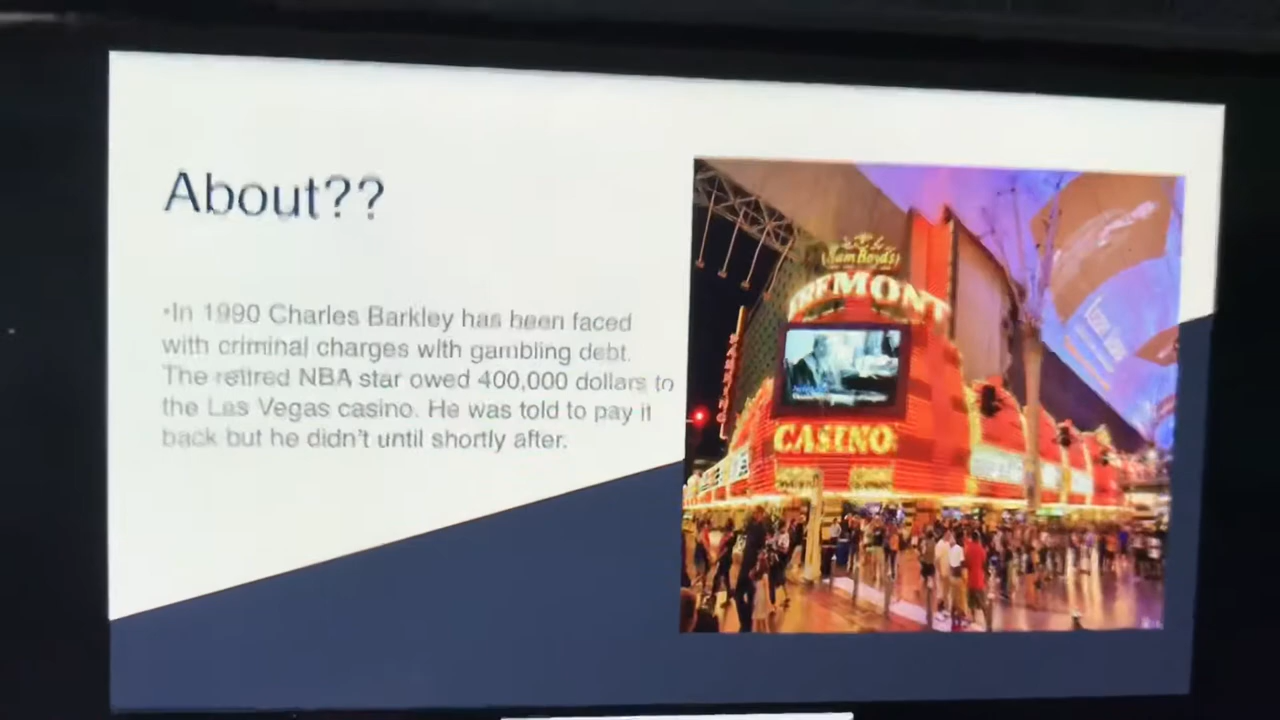 About??
•In 1990 Charles Barkley has been faced
with criminal charges with gambling debt.
The retired NBA star owed 400,000 dollars to
the Las Vegas casino. He was told to pay it
back but he didn't until shortly after.
Sam Boyd's
FREMONT
CASINO